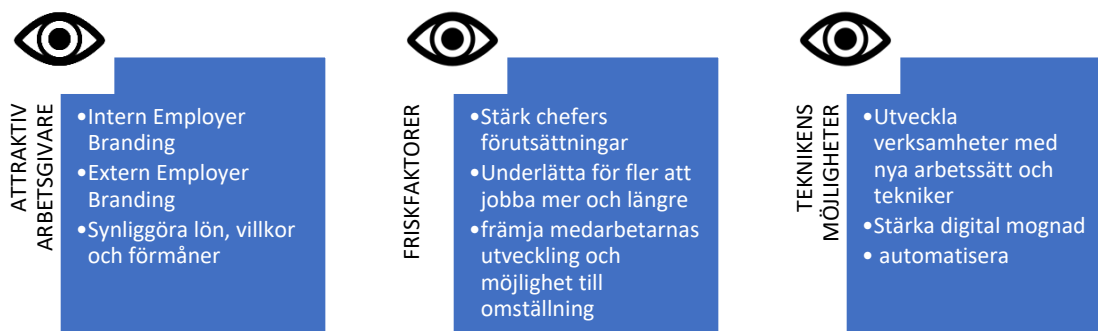 ATTRAKTIV
ARBETSGIVARE
•Intern Employer
Branding
•Extern Employer
Branding
•Synliggöra lön, villkor
och förmåner
FRISKFAKTORER
•Stärk chefers
förutsättningar
•Underlätta för fler att
jobba mer och längre
•främja medarbetarnas
utveckling och
möjlighet till
omställning
TEKNIKENS
MÖJLIGHETER
•Utveckla
verksamheter med
nya arbetssätt och
tekniker
•Stärka digital mognad
• automatisera